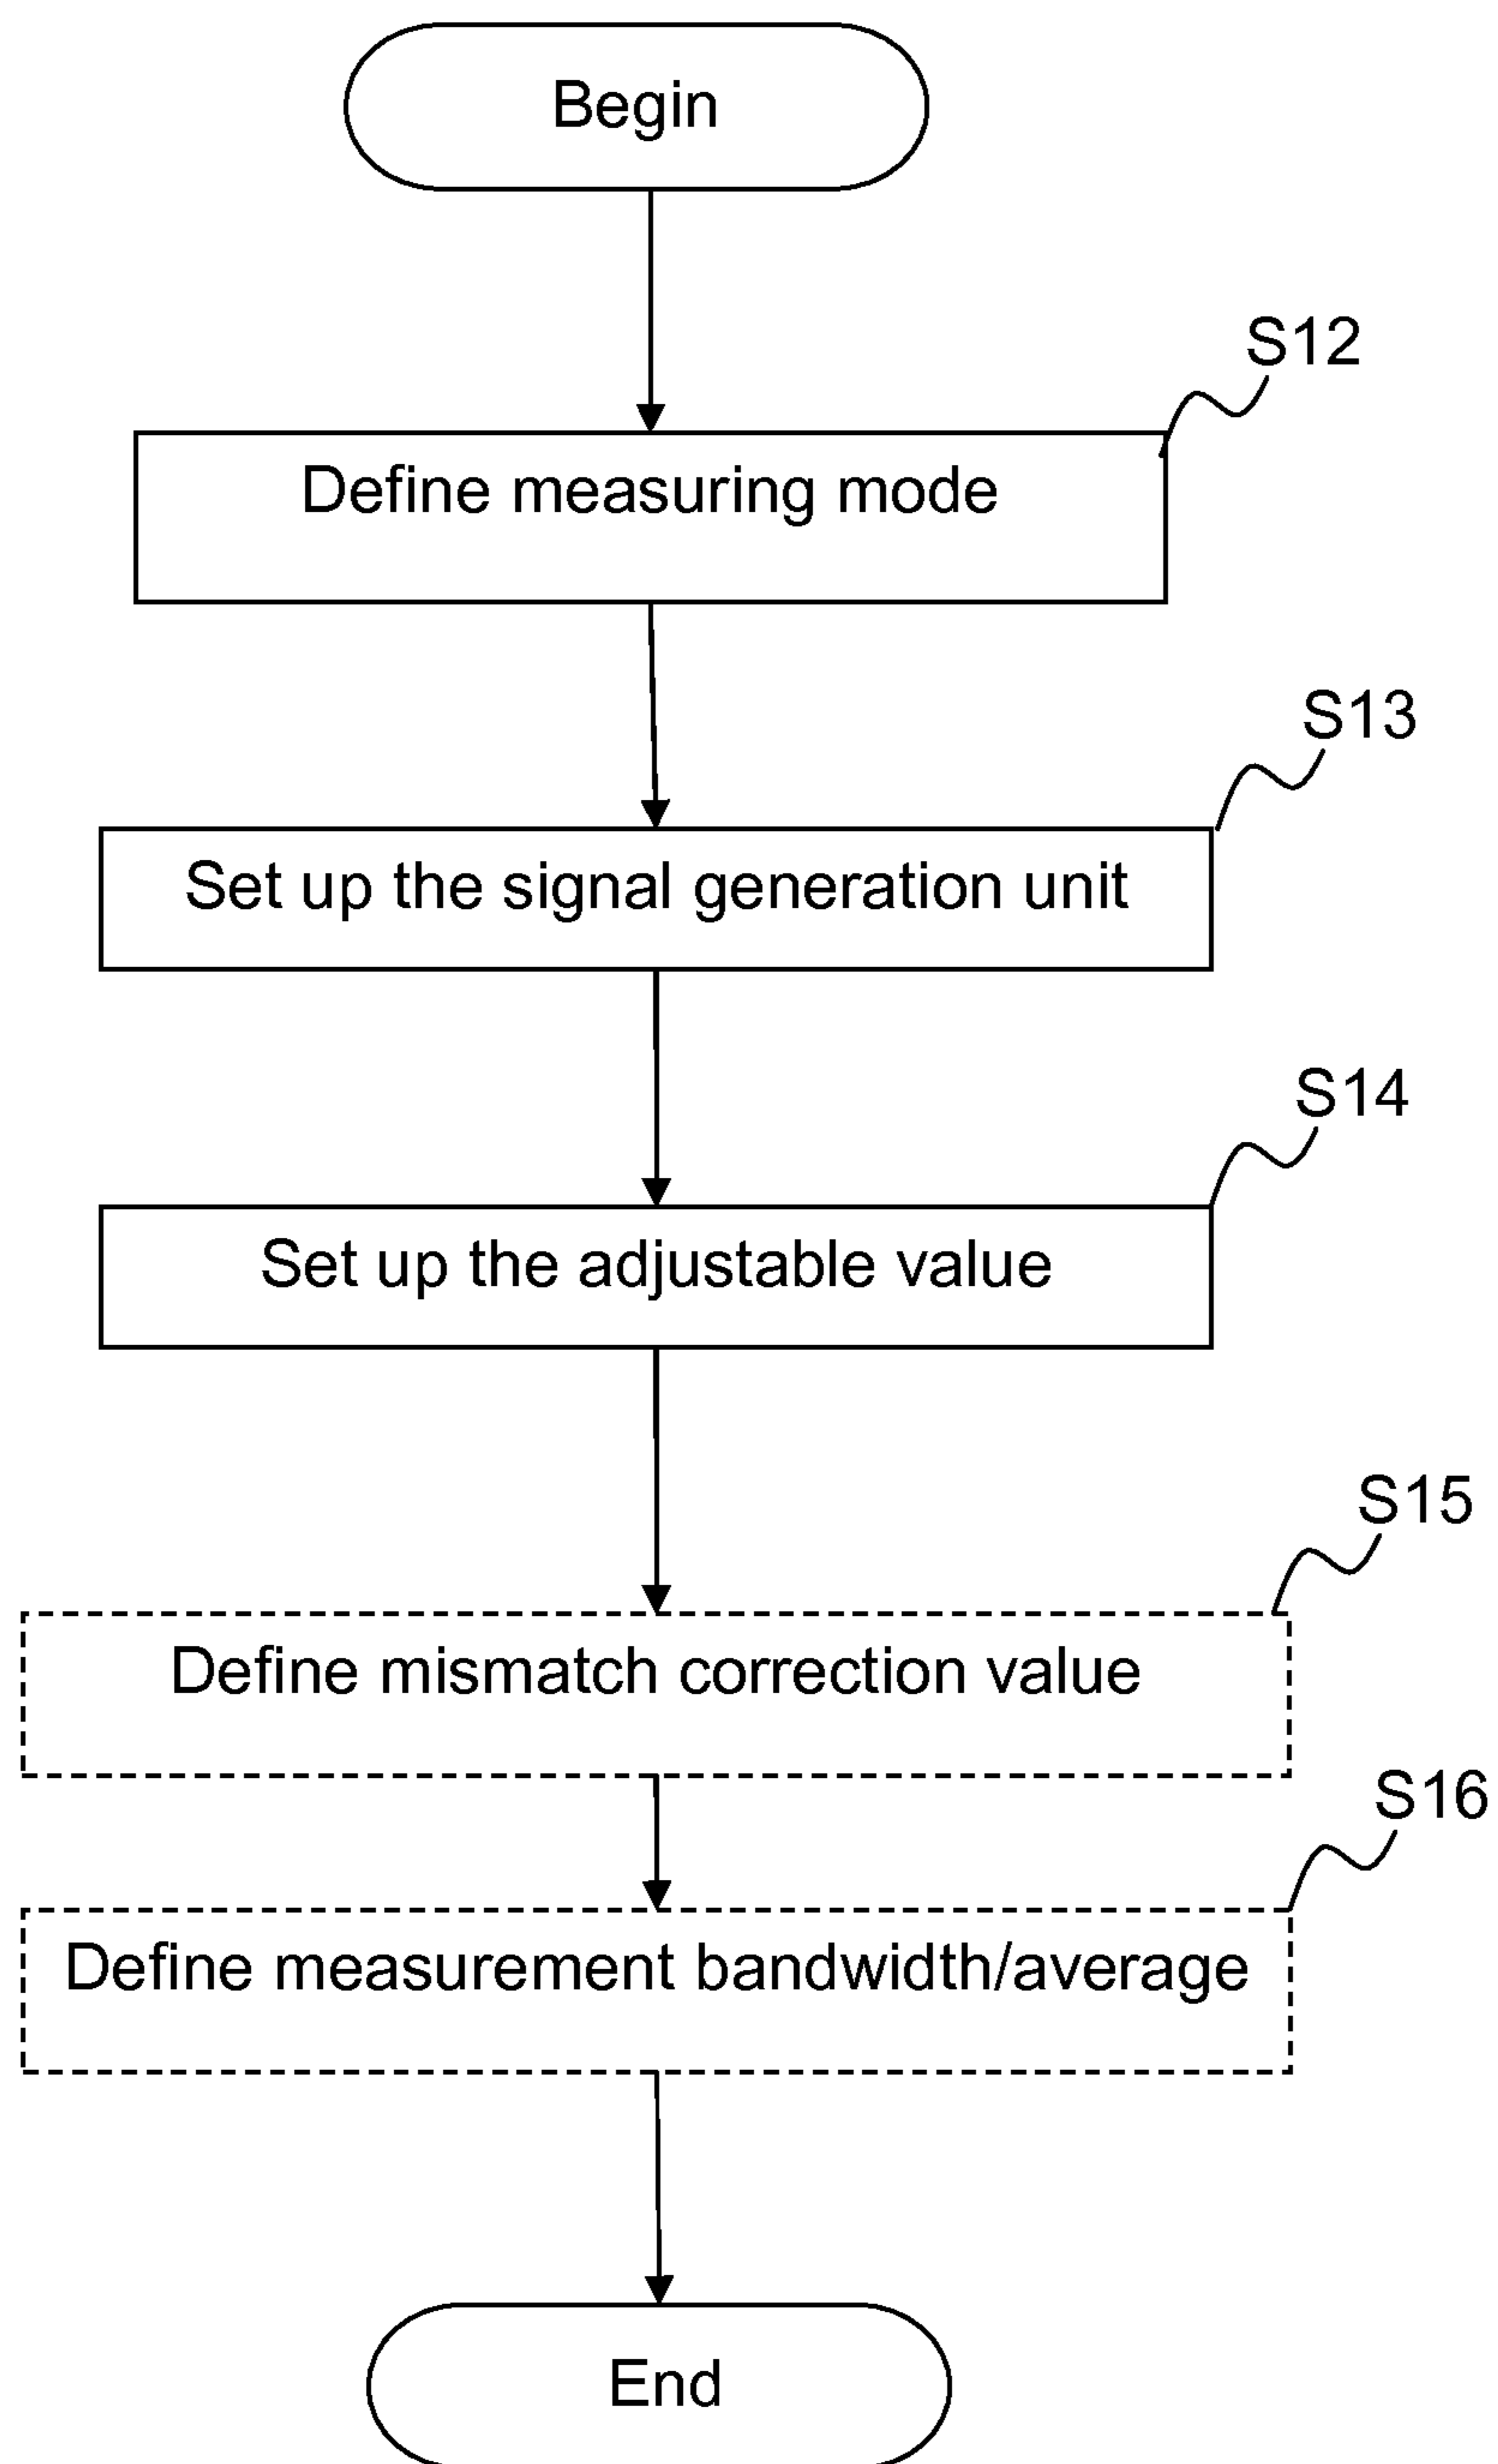 Begin
S12
Define measuring mode
S13
Set up the signal generation unit
S14
Set up the adjustable value
S15
Define mismatch correction value
S16
Define measurement bandwidth/average
End